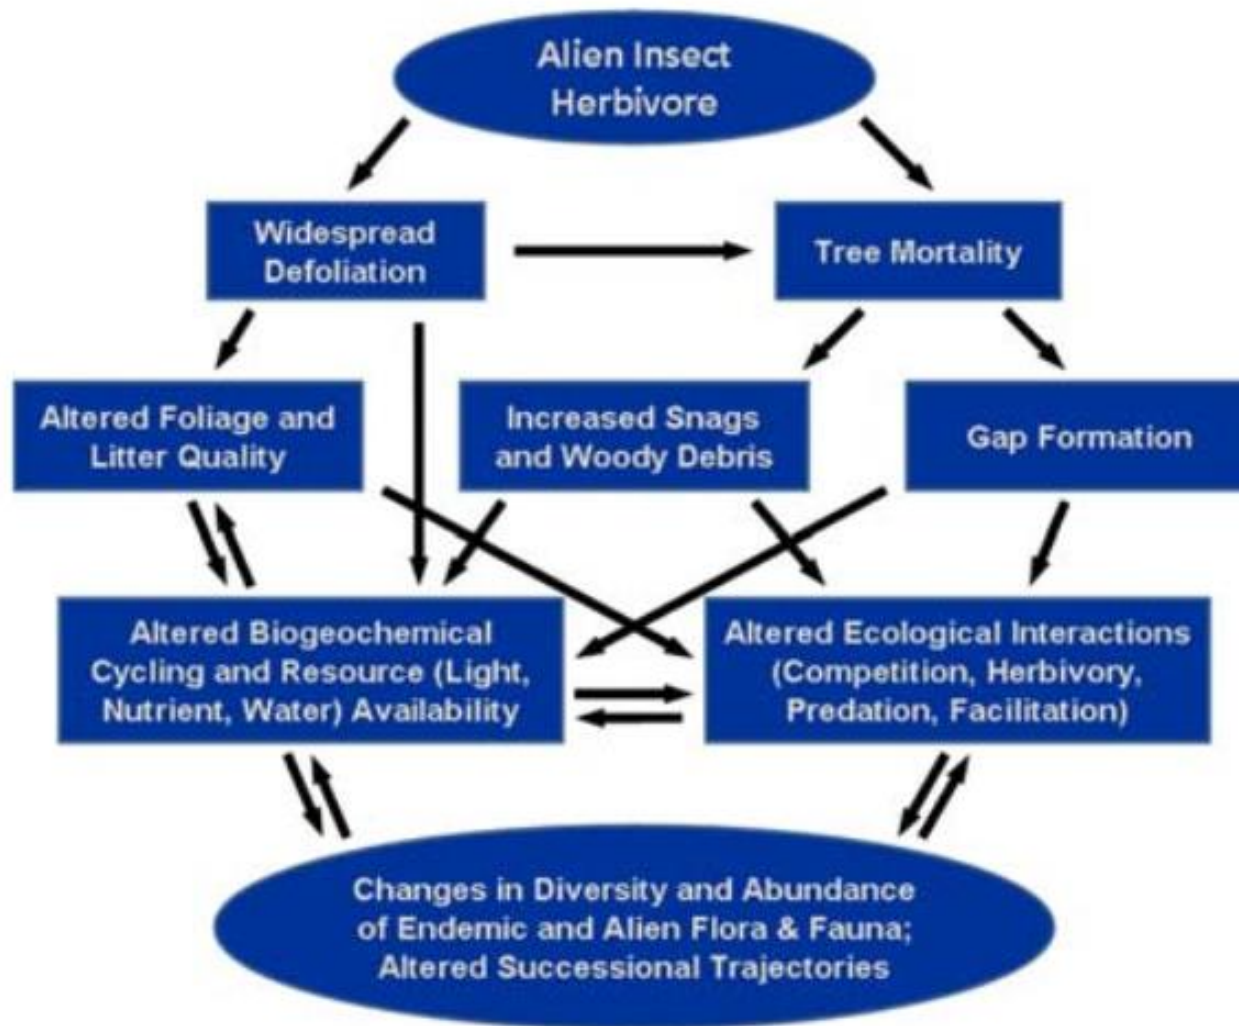 Alien Insect
Herbivore
Widespread
Defoliation
Tree Mortality
Altered Foliage and
Litter Quality
Increased Snags
and Woody Debris
Gap Formation
Altered Biogeochemical
Cycling and Resource (Light,
Nutrient, Water) Availability
Altered Ecological Interactions
(Competition, Herbivory,
Predation, Facilitation)
Changes in Diversity and Abundance
of Endemic and Alien Flora & Fauna;
Altered Successional Trajectories